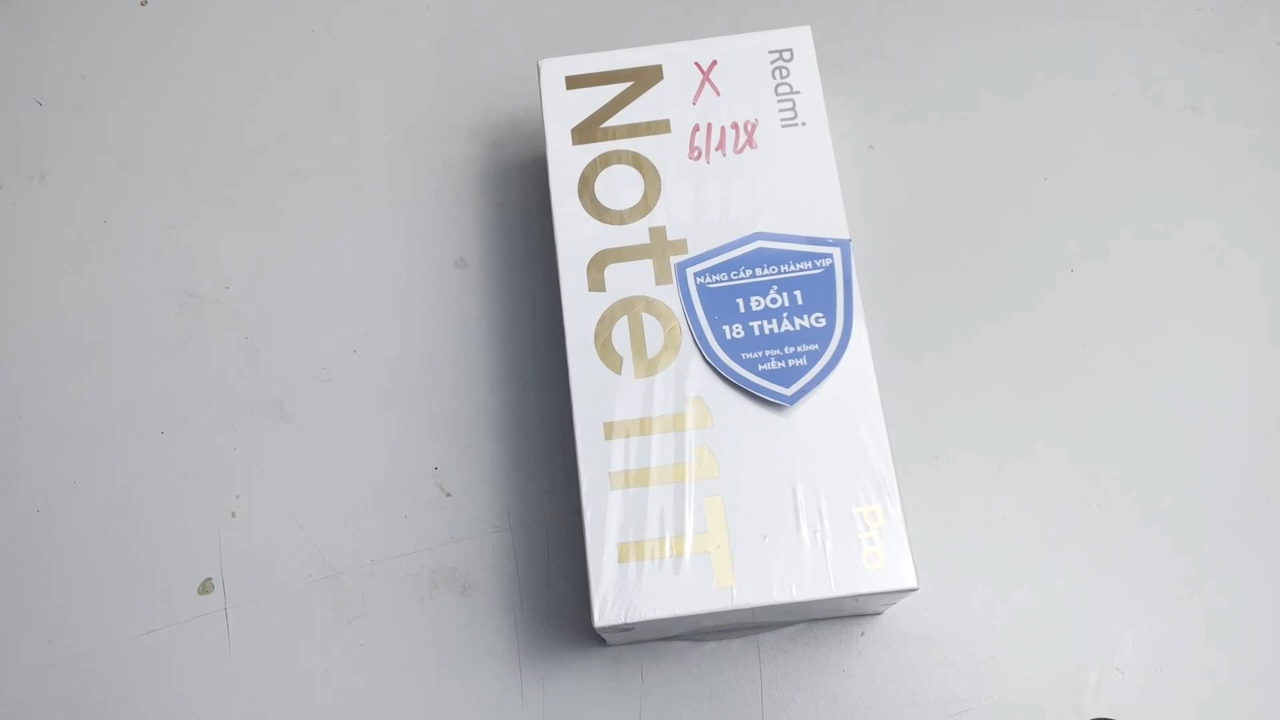 Redmi
X
6/128
Note 11T
Pro
NÂNG CẤP BẢO HÀNH VIP
1 ĐỔI 1
18 THÁNG
THAY PIN, ÉP KÍNH
MIỄN PHÍ